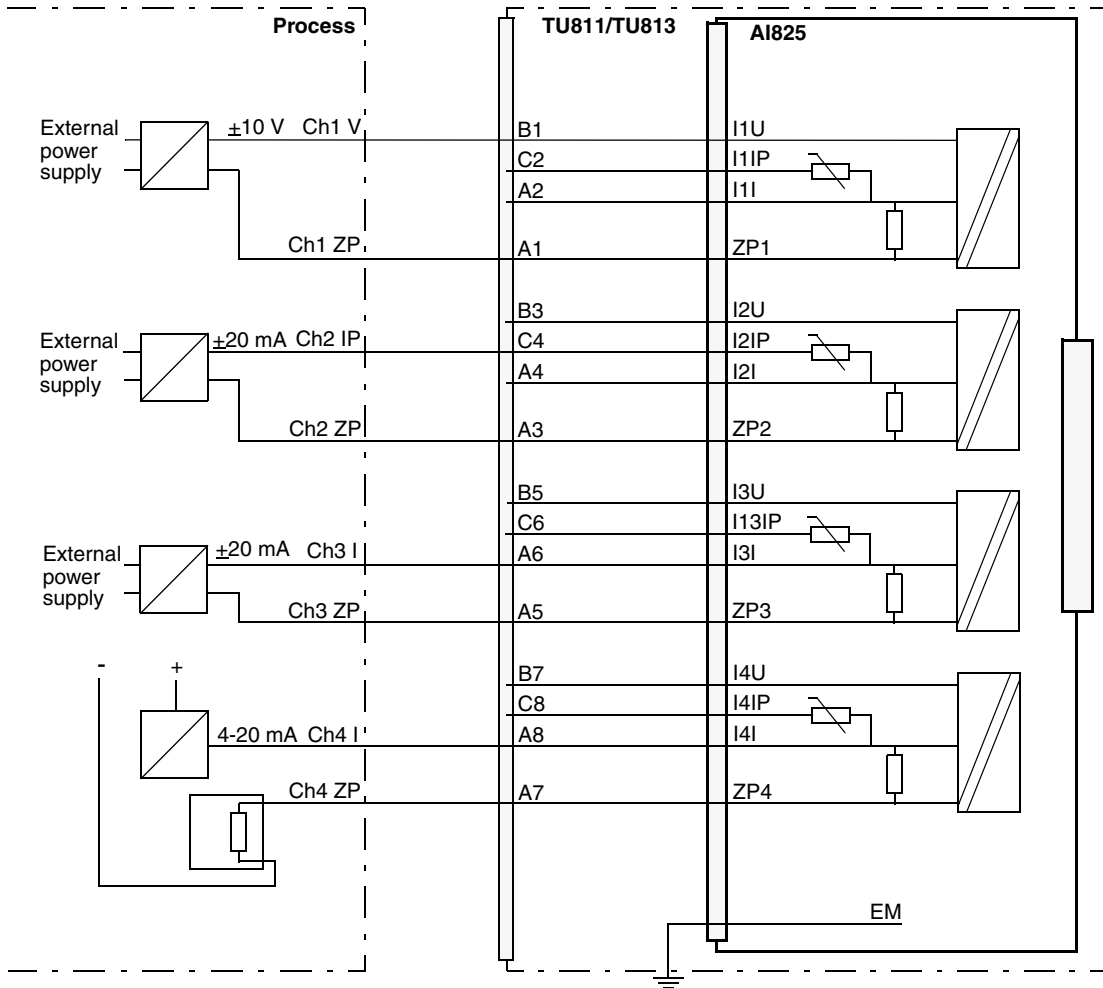 Process
TU811/TU813
AI825
External
power
supply
±10 V Ch1 V
B1
I1U
C2
I1IP
A2
I1I
Ch1 ZP
A1
ZP1
External
power
supply
±20 mA Ch2 IP
B3
I2U
C4
I2IP
A4
I2I
Ch2 ZP
A3
ZP2
External
power
supply
±20 mA Ch3 I
B5
I3U
C6
I13IP
A6
I3I
Ch3 ZP
A5
ZP3
- +
B7
I4U
C8
I4IP
4-20 mA Ch4 I
A8
I4I
Ch4 ZP
A7
ZP4
EM